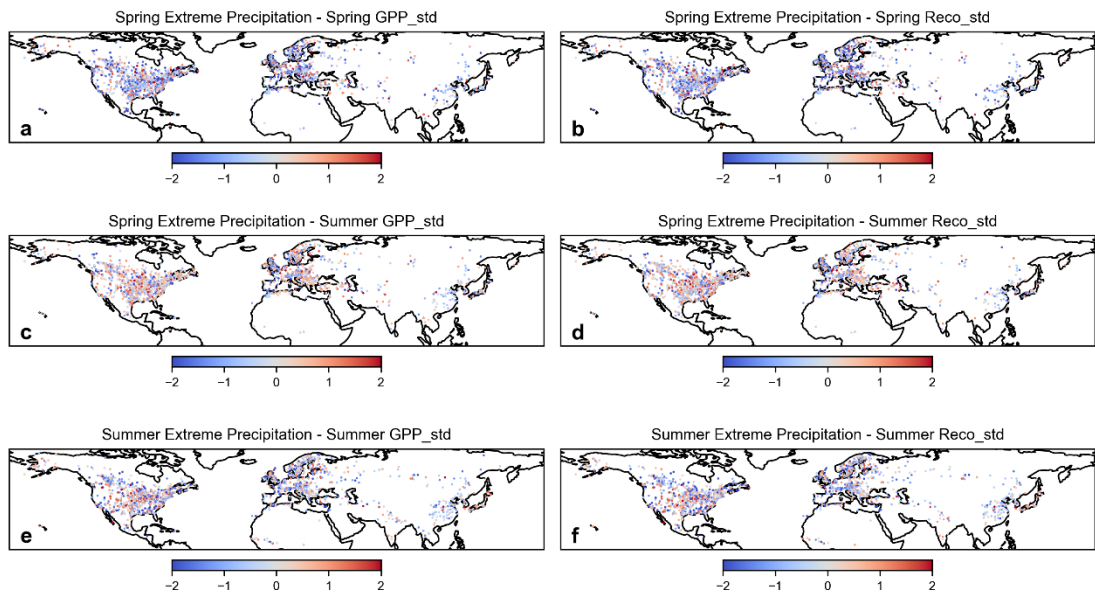 Spring Extreme Precipitation - Spring GPP_std
Spring Extreme Precipitation - Spring Reco_std
a
b
−2 −1 0 1 2
−2 −1 0 1 2
Spring Extreme Precipitation - Summer GPP_std
Spring Extreme Precipitation - Summer Reco_std
c
d
−2 −1 0 1 2
−2 −1 0 1 2
Summer Extreme Precipitation - Summer GPP_std
Summer Extreme Precipitation - Summer Reco_std
e
f
−2 −1 0 1 2
−2 −1 0 1 2